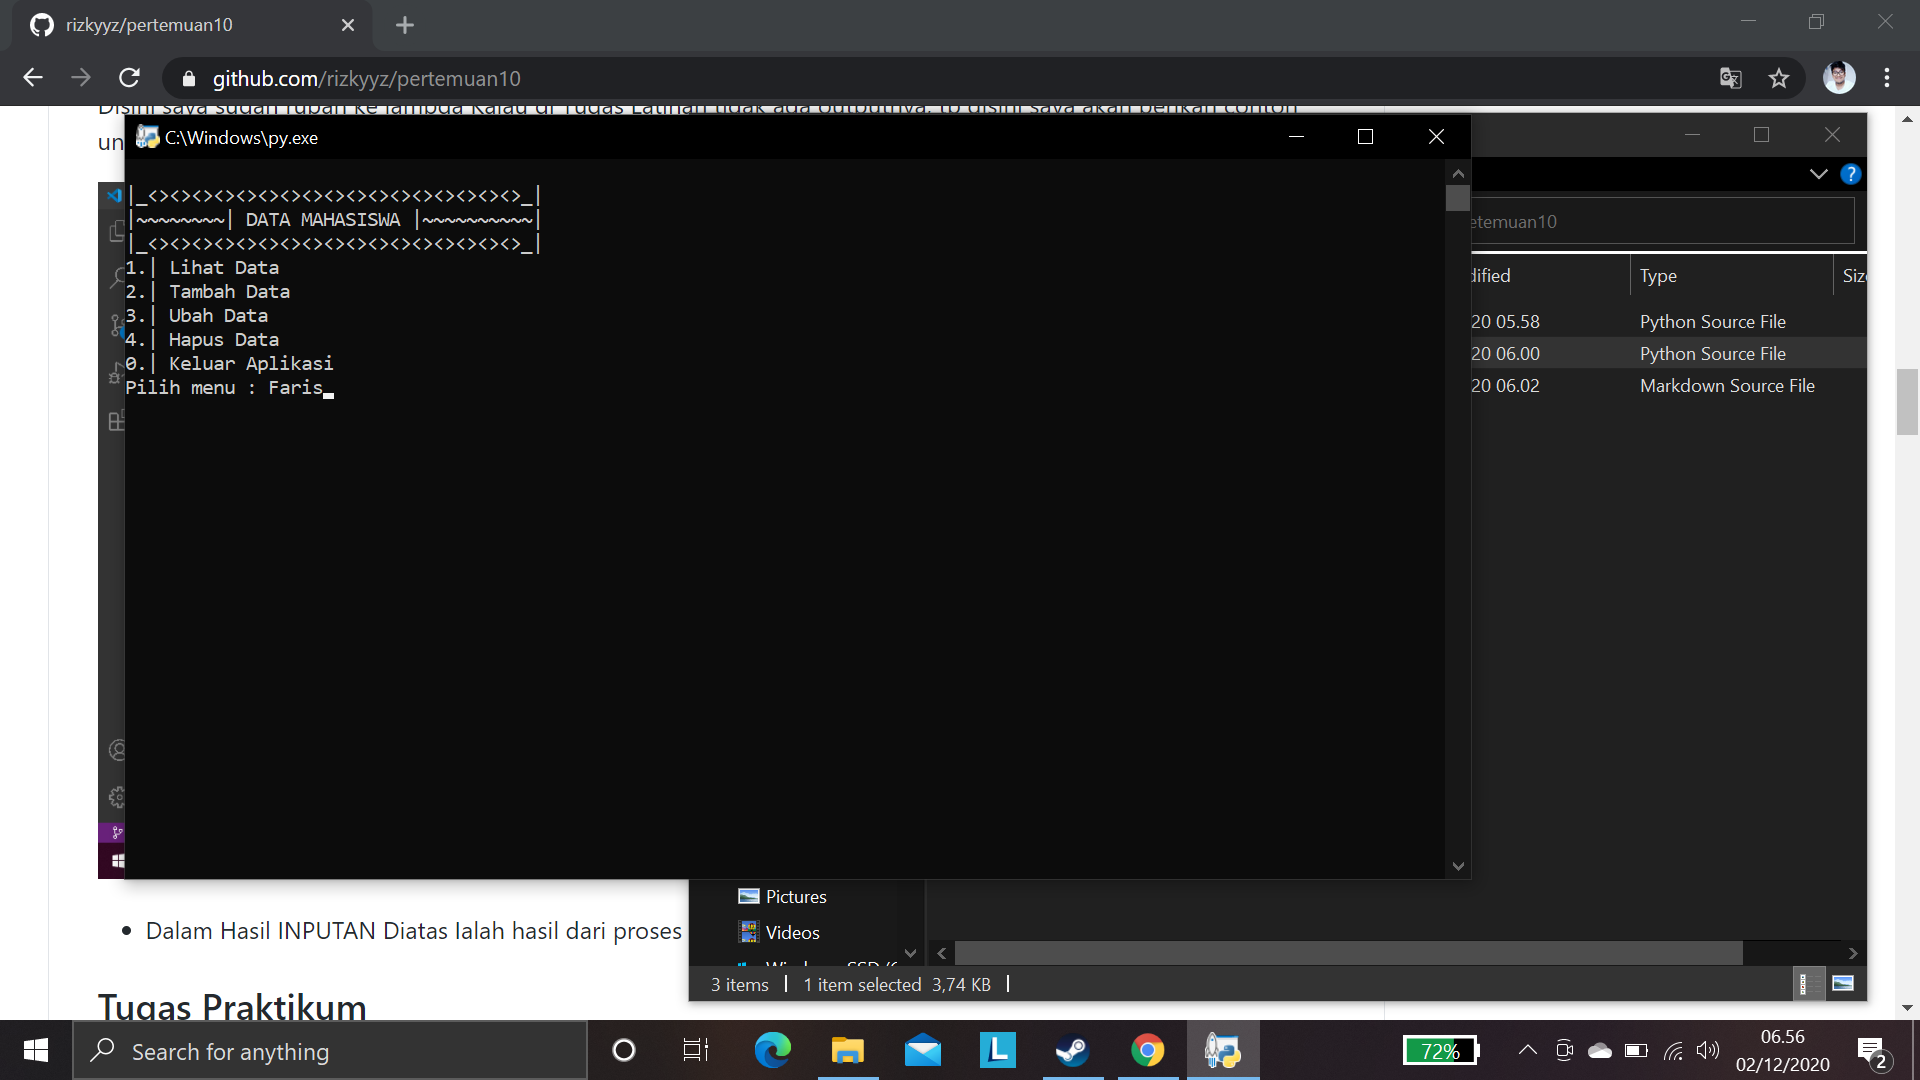 rizkyyz/pertemuan10
github.com/rizkyyz/pertemuan10
Disini saya sudah rubah ke lambda Kalau di Tugas Latihan tidak ada outputnya. tp disini saya akan berikan contoh
un
C:\Windows\py.exe
|_<><><><><><><><><><><><><><><><><>_|
|~~~~~~~~| DATA MAHASISWA |~~~~~~~~~~|
|_<><><><><><><><><><><><><><><><><>_|
1.| Lihat Data
2.| Tambah Data
3.| Ubah Data
4.| Hapus Data
0.| Keluar Aplikasi
Pilih menu : Faris
etemuan10
dified Type Siz
20 05.58 Python Source File
20 06.00 Python Source File
20 06.02 Markdown Source File
Pictures
Videos
3 items 1 item selected 3,74 KB
Dalam Hasil INPUTAN Diatas Ialah hasil dari proses
Tugas Praktikum
Search for anything
72%
06.56
02/12/2020
2